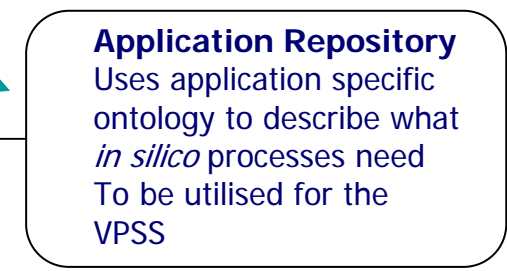 Application Repository
Uses application specific
ontology to describe what
in silico processes need
To be utilised for the
VPSS